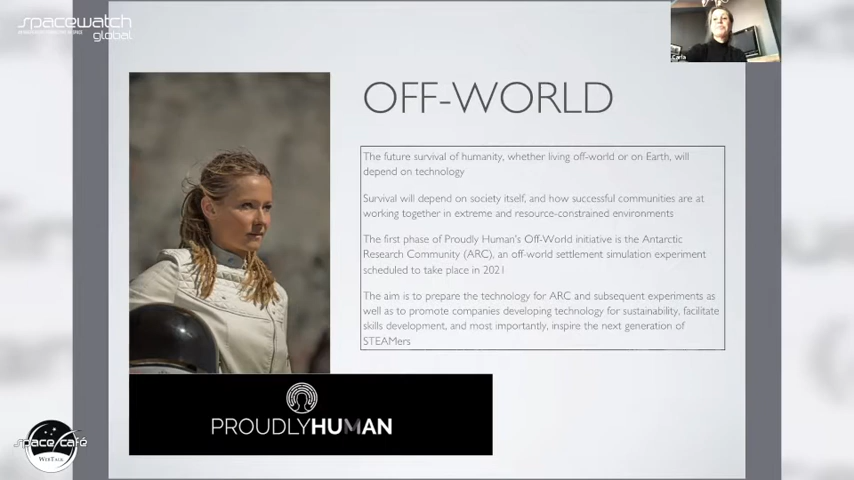 spacewatch
global
Carla
OFF-WORLD
The future survival of humanity, whether living off-world or on Earth, will
depend on technology
Survival will depend on society itself, and how successful communities are at
working together in extreme and resource-constrained environments
The first phase of Proudly Human's Off-World initiative is the Antarctic
Research Community (ARC), an off-world settlement simulation experiment
scheduled to take place in 2021
The aim is to prepare the technology for ARC and subsequent experiments as
well as to promote companies developing technology for sustainability, facilitate
skills development, and most importantly, inspire the next generation of
STEAMers
PROUDLYHUMAN
space café
WebTalk